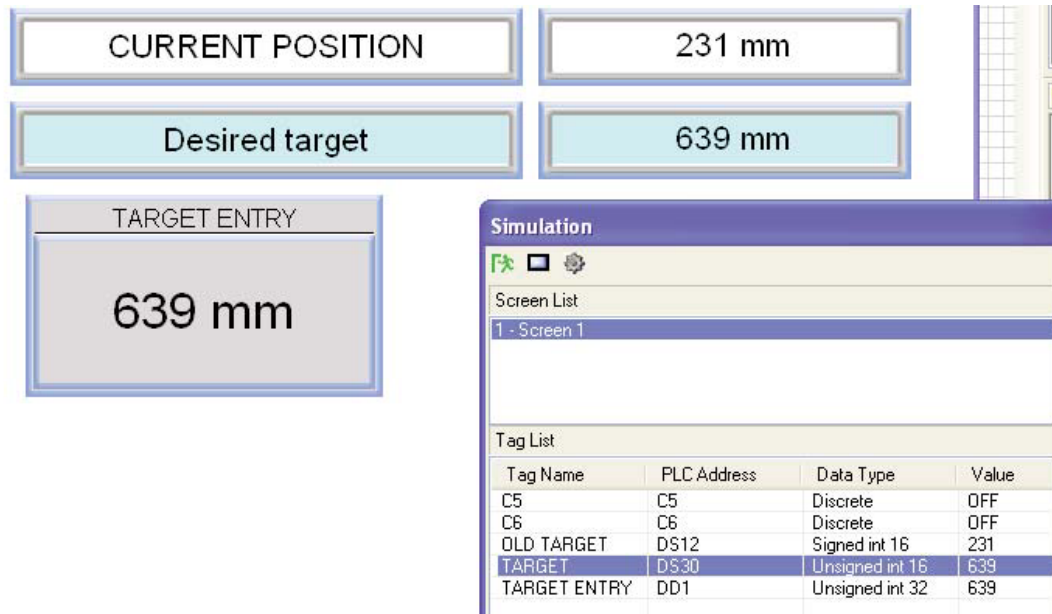 CURRENT POSITION 231 mm
Desired target 639 mm
TARGET ENTRY
639 mm
Simulation
Screen List
1 - Screen 1
Tag List
Tag Name PLC Address Data Type Value
C5 C5 Discrete OFF
C6 C6 Discrete OFF
OLD TARGET DS12 Signed int 16 231
TARGET DS30 Unsigned int 16 639
TARGET ENTRY DD1 Unsigned int 32 639